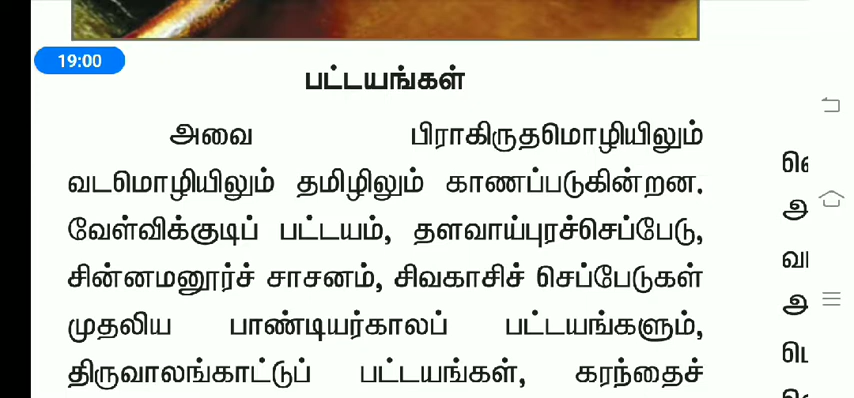 19:00
பட்டயங்கள்
அவை பிராகிருதமொழியிலும்
வடமொழியிலும் தமிழிலும் காணப்படுகின்றன.
வேள்விக்குடிப் பட்டயம், தளவாய்புரச்செப்பேடு,
சின்னமனூர்ச் சாசனம், சிவகாசிச் செப்பேடுகள்
முதலிய பாண்டியர்காலப் பட்டயங்களும்,
திருவாலங்காட்டுப் பட்டயங்கள், கரந்தைச்